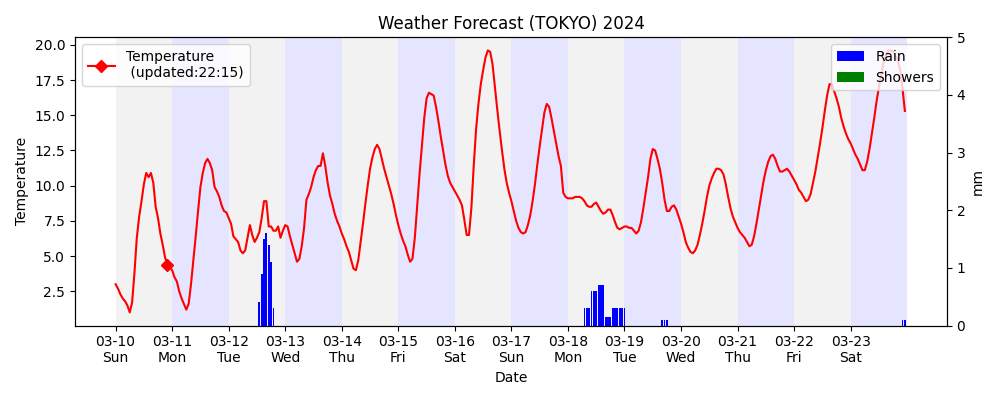 Weather Forecast (TOKYO) 2024
Temperature
(updated:22:15)
Rain
Showers
20.0
17.5
15.0
12.5
10.0
7.5
5.0
2.5
Temperature
5
4
3
2
1
0
mm
03-10 03-11 03-12 03-13 03-14 03-15 03-16 03-17 03-18 03-19 03-20 03-21 03-22 03-23
Sun Mon Tue Wed Thu Fri Sat Sun Mon Tue Wed Thu Fri Sat
Date